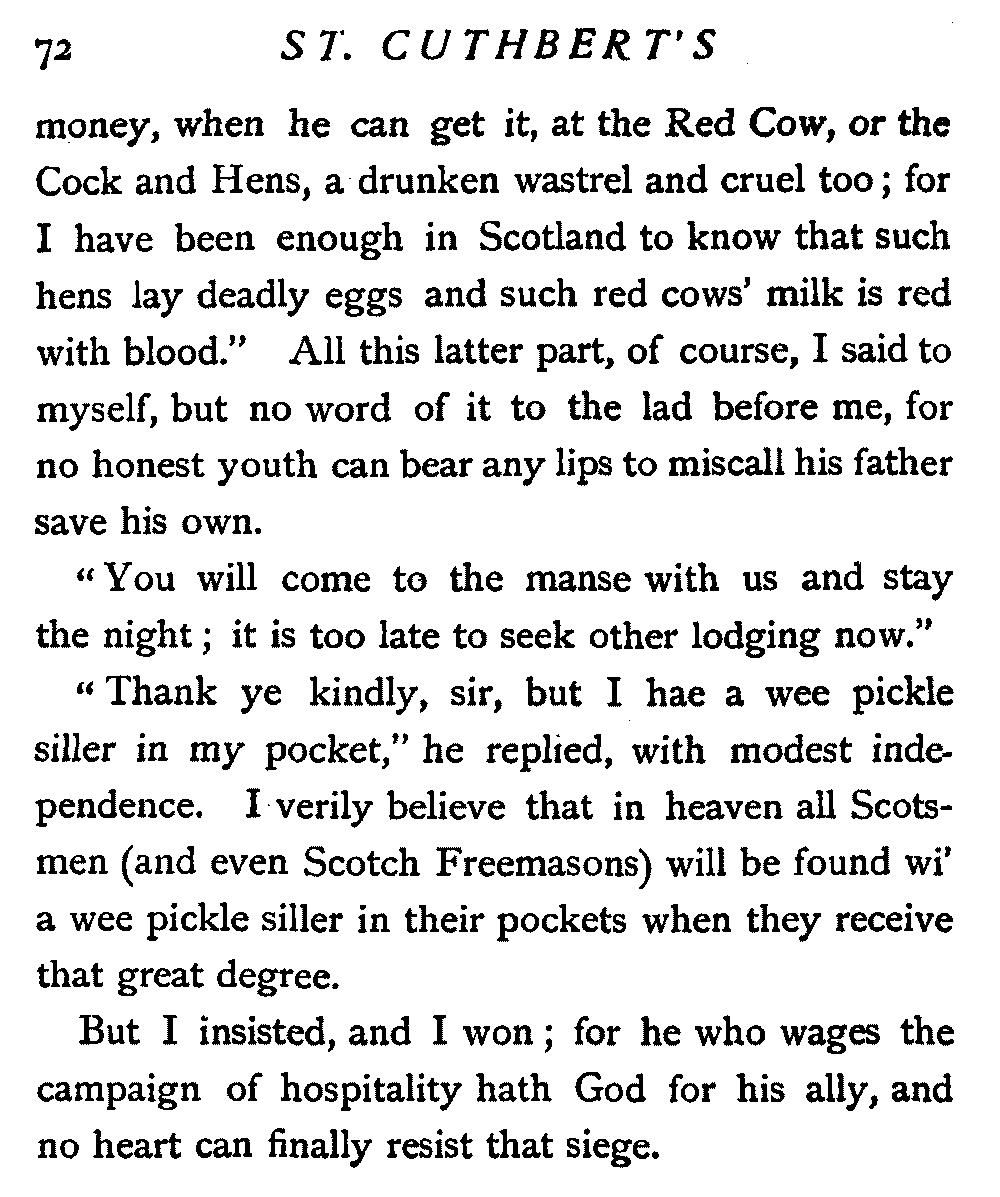 72 ST. CUTHBERT'S
money, when he can get it, at the Red Cow, or the
Cock and Hens, a drunken wastrel and cruel too; for
I have been enough in Scotland to know that such
hens lay deadly eggs and such red cows' milk is red
with blood." All this latter part, of course, I said to
myself, but no word of it to the lad before me, for
no honest youth can bear any lips to miscall his father
save his own.
"You will come to the manse with us and stay
the night; it is too late to seek other lodging now."
"Thank ye kindly, sir, but I hae a wee pickle
siller in my pocket," he replied, with modest inde-
pendence. I verily believe that in heaven all Scots-
men (and even Scotch Freemasons) will be found wi'
a wee pickle siller in their pockets when they receive
that great degree.
But I insisted, and I won; for he who wages the
campaign of hospitality hath God for his ally, and
no heart can finally resist that siege.